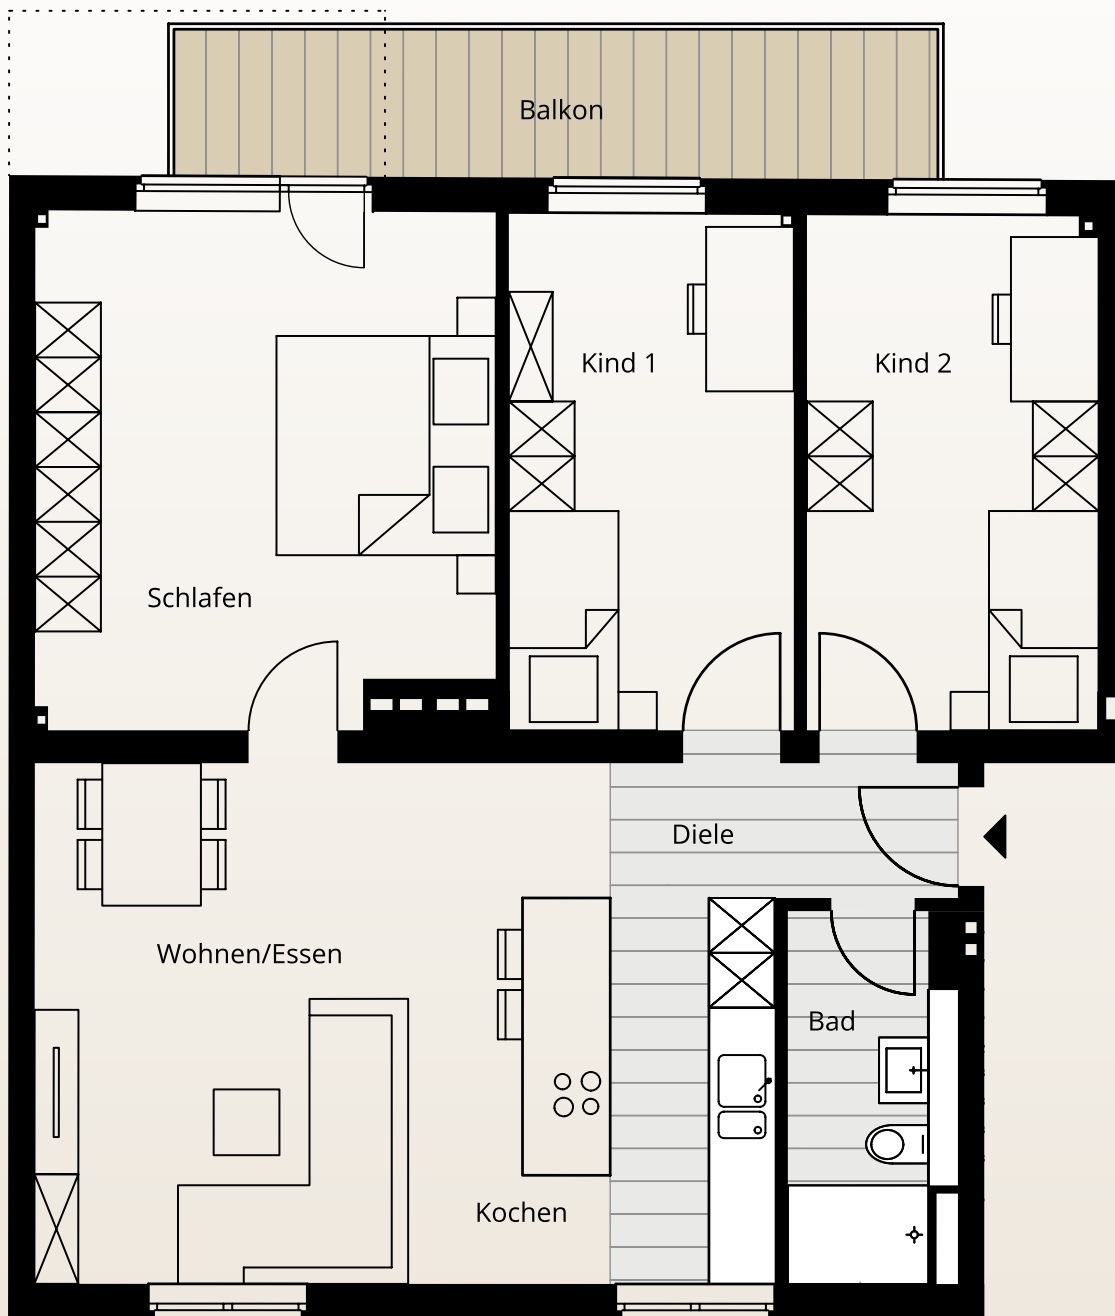 Balkon
Kind 1
Kind 2
Schlafen
Diele
Wohnen/Essen
Bad
Kochen